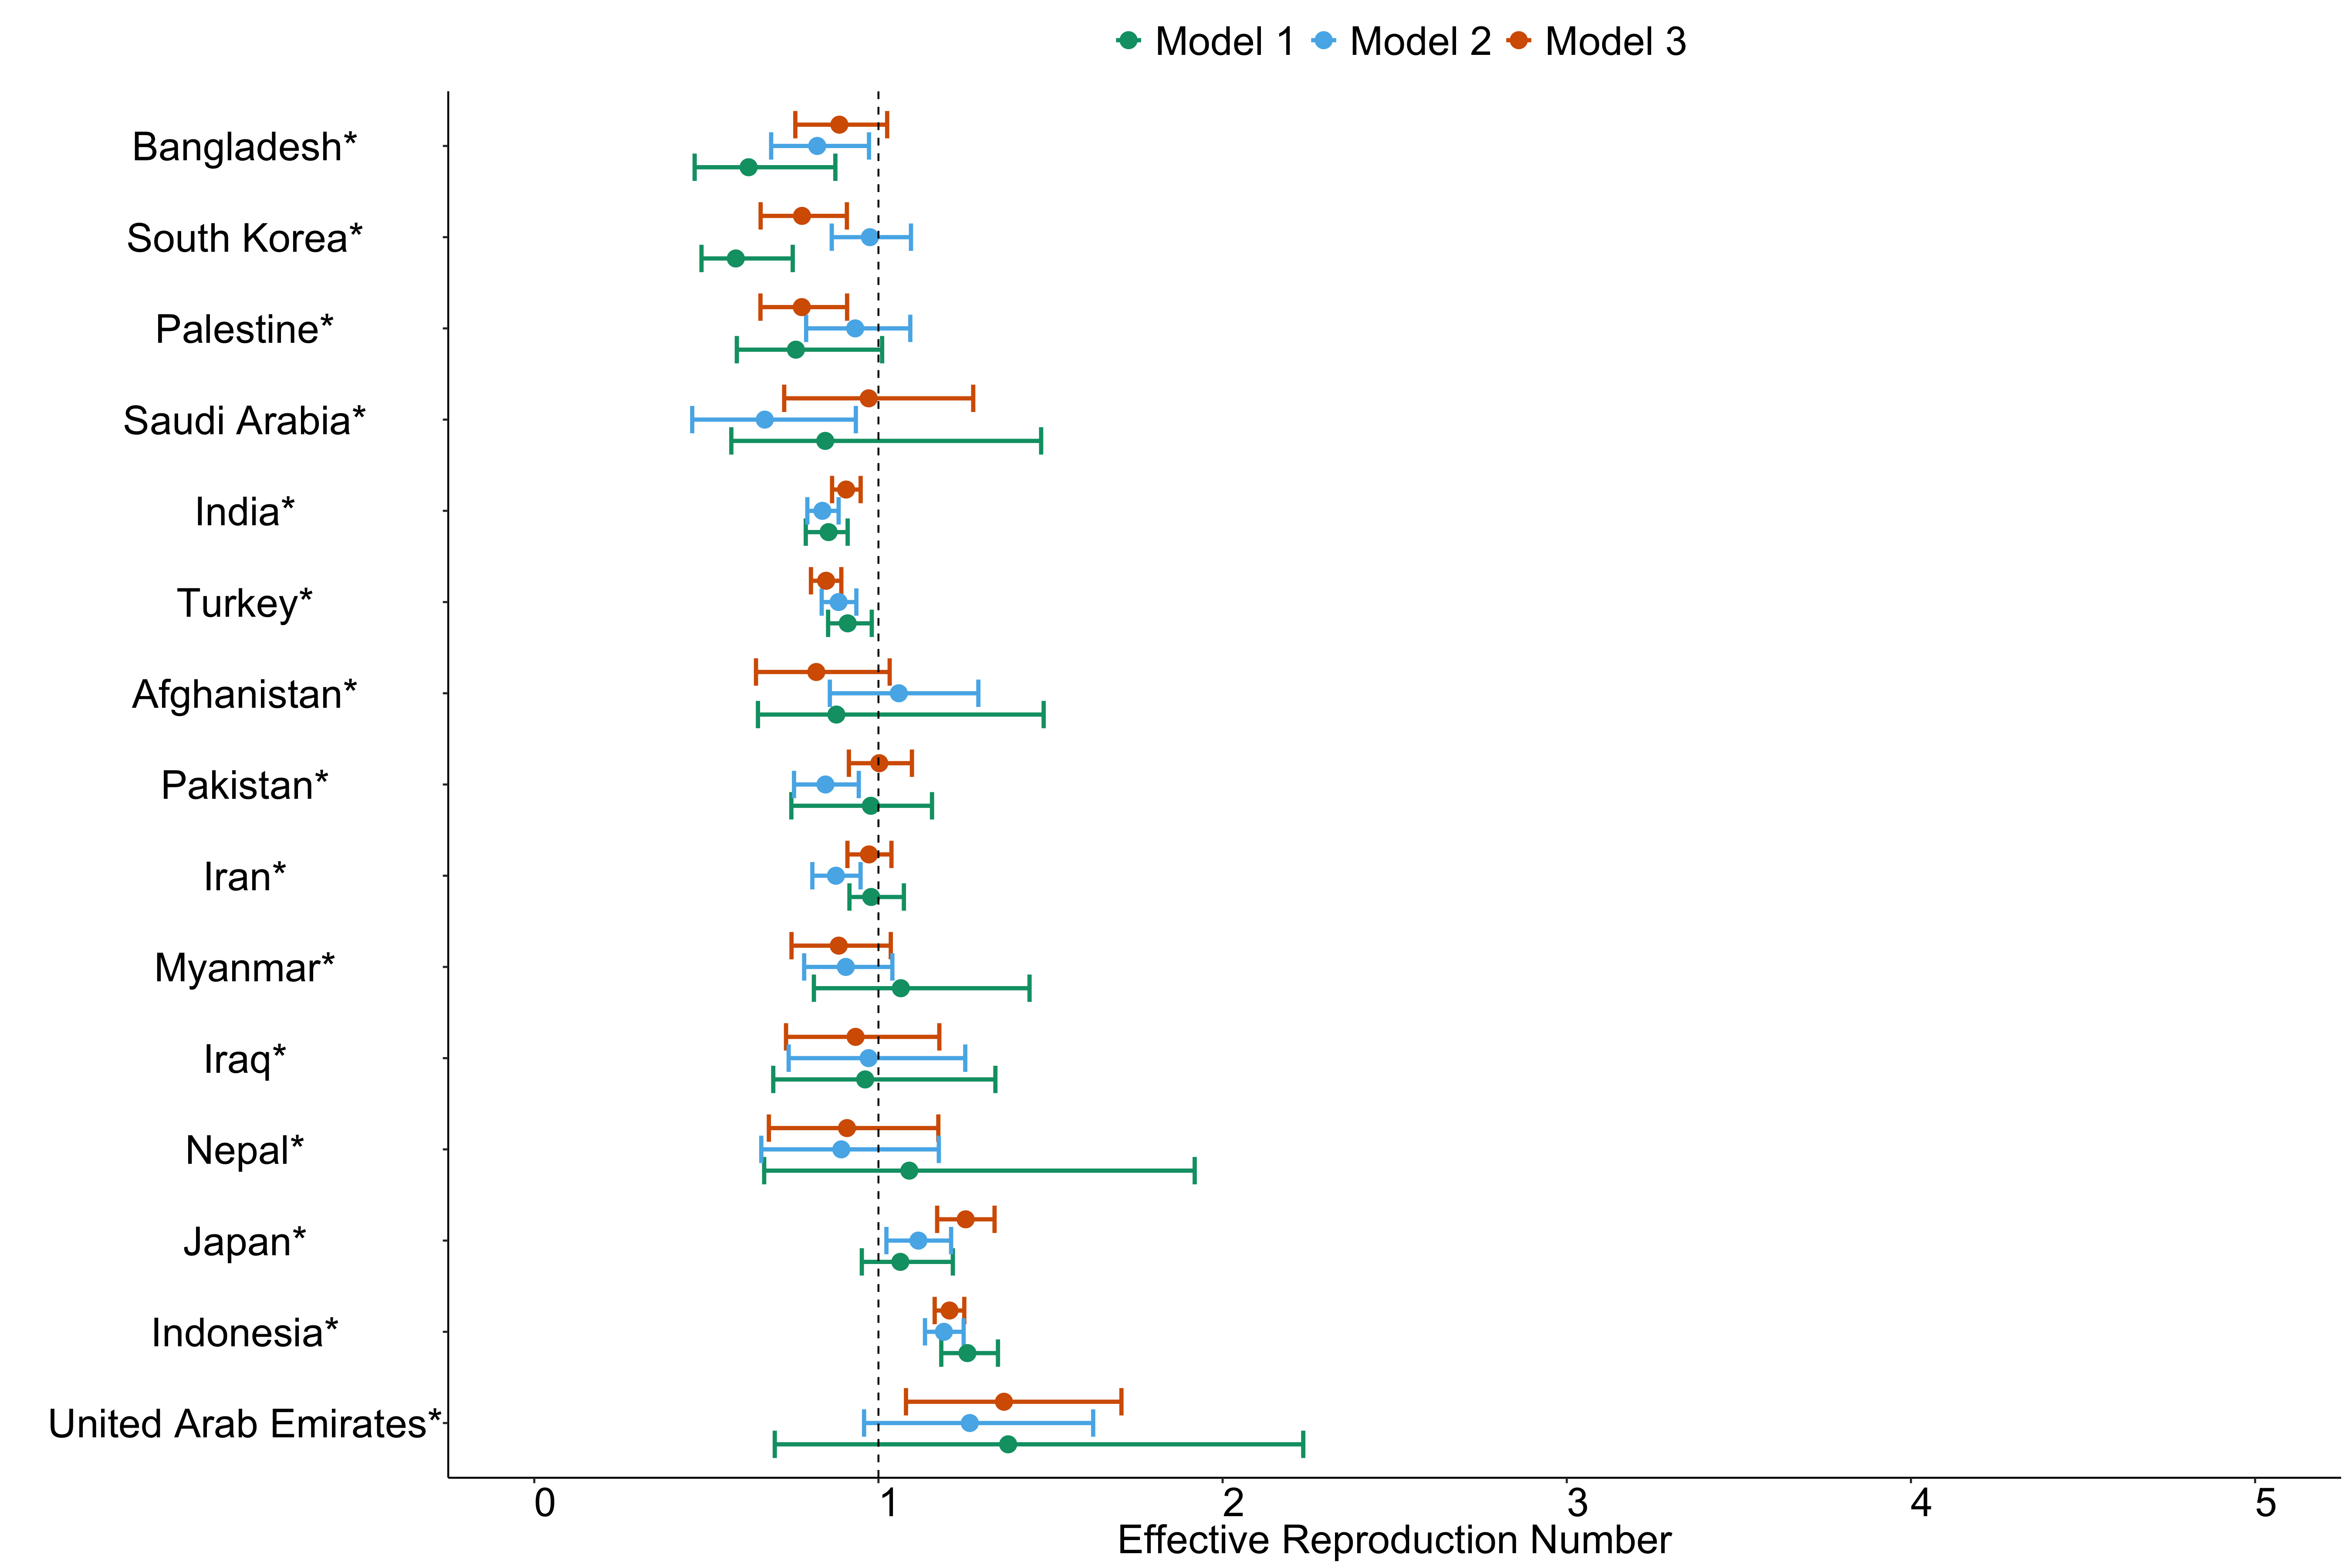 Model 1 Model 2 Model 3
Bangladesh*
South Korea*
Palestine*
Saudi Arabia*
India*
Turkey*
Afghanistan*
Pakistan*
Iran*
Myanmar*
Iraq*
Nepal*
Japan*
Indonesia*
United Arab Emirates*
0 1 2 3 4 5
Effective Reproduction Number